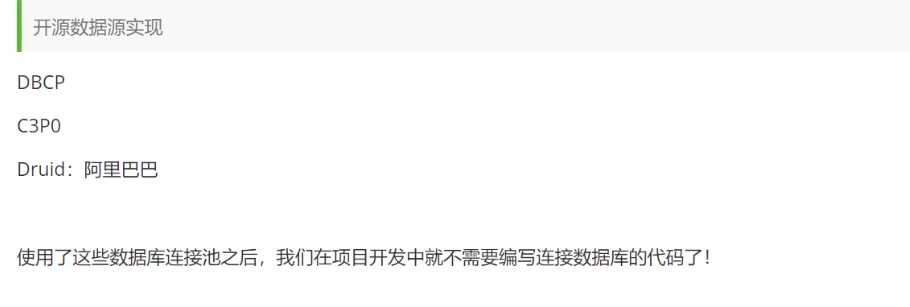 开源数据源实现
DBCP
C3P0
Druid：阿里巴巴
使用了这些数据库连接池之后，我们在项目开发中就不需要编写连接数据库的代码了！